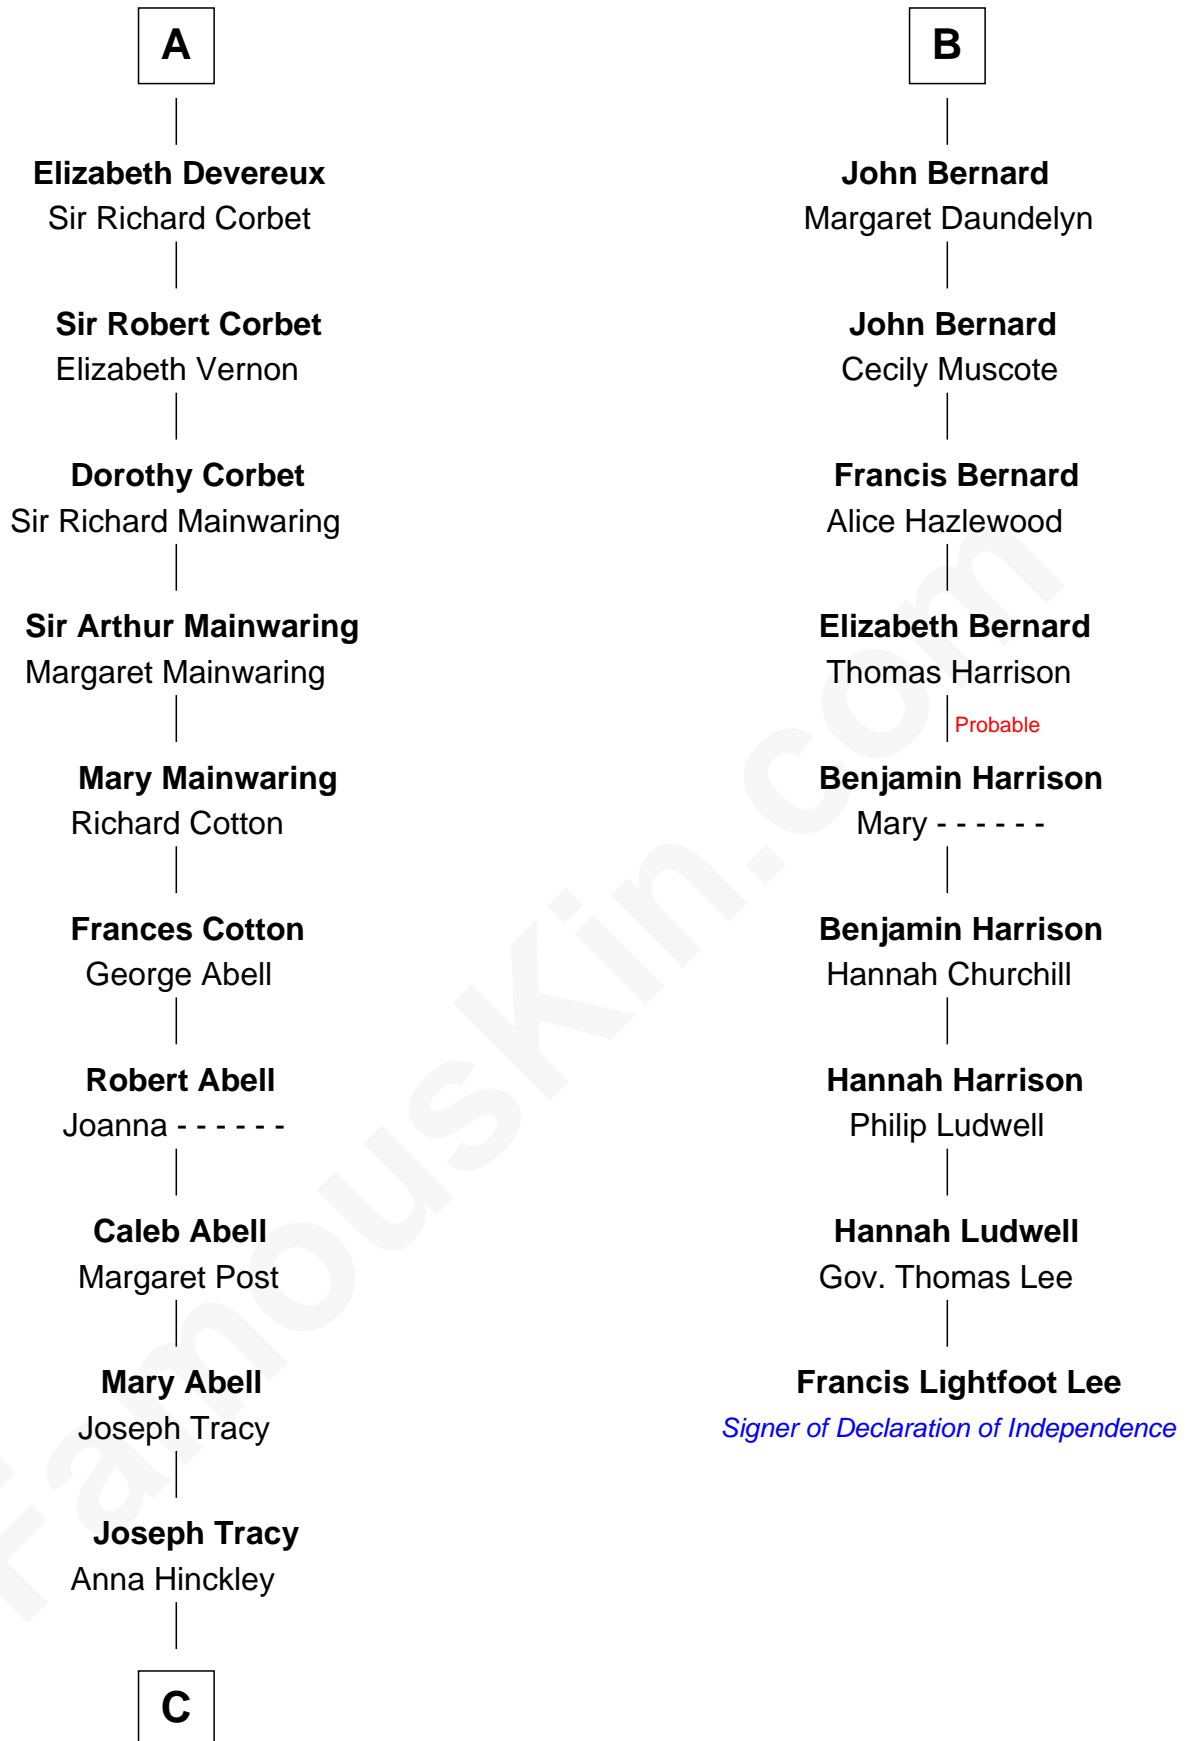 A
Elizabeth Devereux
Sir Richard Corbet
Sir Robert Corbet
Elizabeth Vernon
Dorothy Corbet
Sir Richard Mainwaring
Sir Arthur Mainwaring
Margaret Mainwaring
Mary Mainwaring
Richard Cotton
Frances Cotton
George Abell
Robert Abell
Joanna - - - - - -
Caleb Abell
Margaret Post
Mary Abell
Joseph Tracy
Joseph Tracy
Anna Hinckley
C
B
John Bernard
Margaret Daundelyn
John Bernard
Cecily Muscote
Francis Bernard
Alice Hazlewood
Elizabeth Bernard
Thomas Harrison
Probable
Benjamin Harrison
Mary - - - - - -
Benjamin Harrison
Hannah Churchill
Hannah Harrison
Philip Ludwell
Hannah Ludwell
Gov. Thomas Lee
Francis Lightfoot Lee
Signer of Declaration of Independence
FamousKin.com